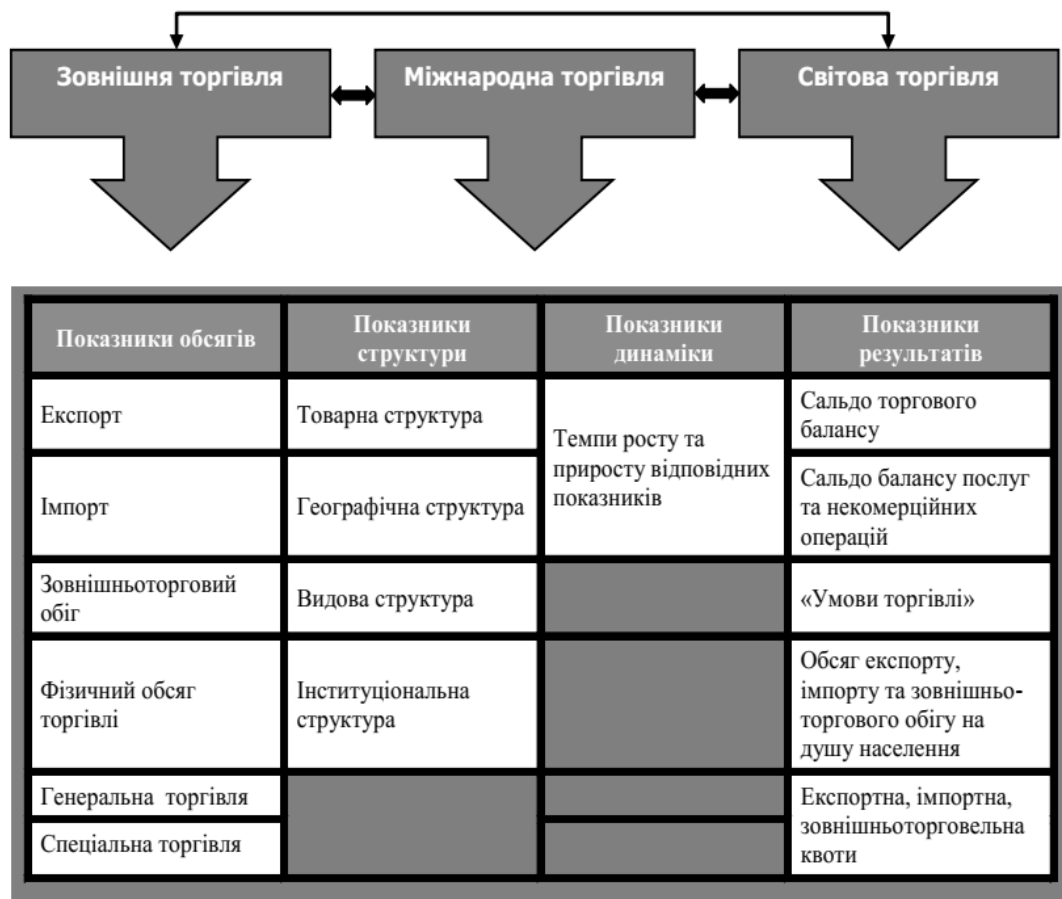 Зовнішня торгівля
Міжнародна торгівля
Світова торгівля
Показники обсягів
Показники
структури
Показники
динаміки
Показники
результатів
Експорт
Товарна структура
Темпи росту та
приросту відповідних
показників
Сальдо торгового
балансу
Імпорт
Географічна структура
Сальдо балансу послуг
та некомерційних
операцій
Зовнішньоторговий
обіг
Видова структура
«Умови торгівлі»
Фізичний обсяг
торгівлі
Інституціональна
структура
Обсяг експорту,
імпорту та зовнішньо-
торгового обігу на
душу населення
Генеральна торгівля
Експортна, імпортна,
зовнішньоторговельна
квоти
Спеціальна торгівля